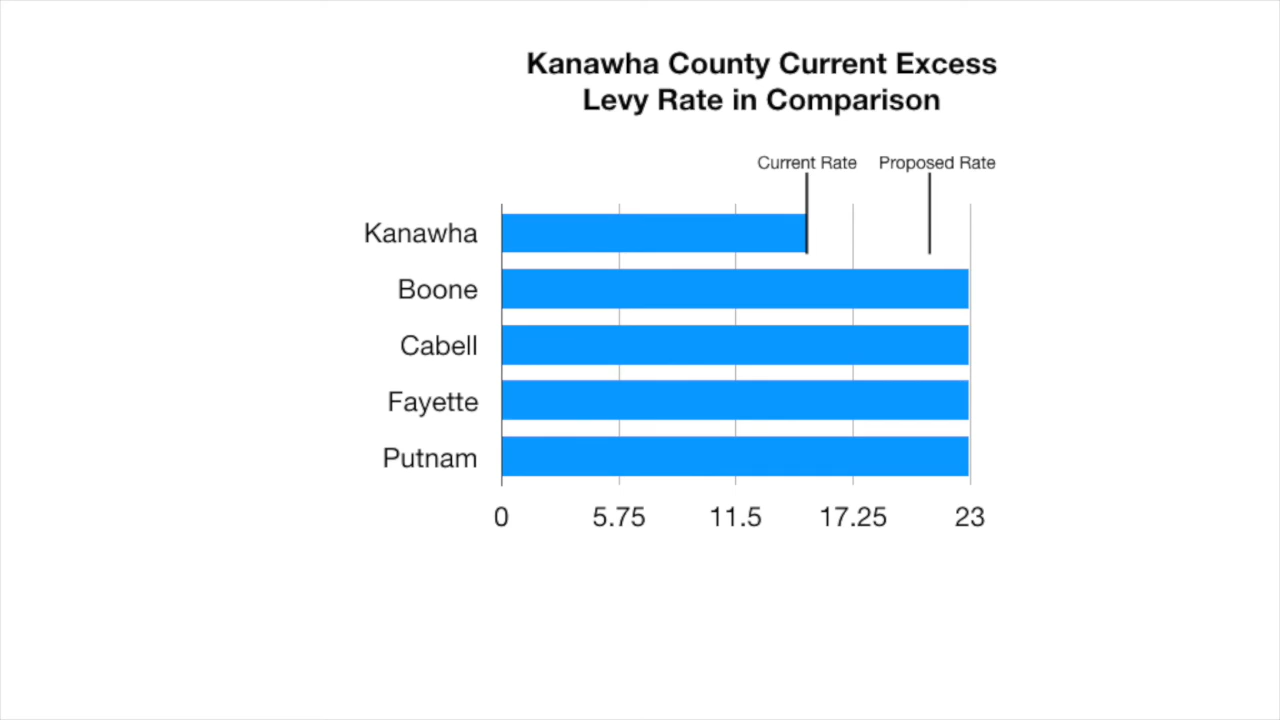 Kanawha County Current Excess
Levy Rate in Comparison
Current Rate Proposed Rate
Kanawha
Boone
Cabell
Fayette
Putnam
0 5.75 11.5 17.25 23